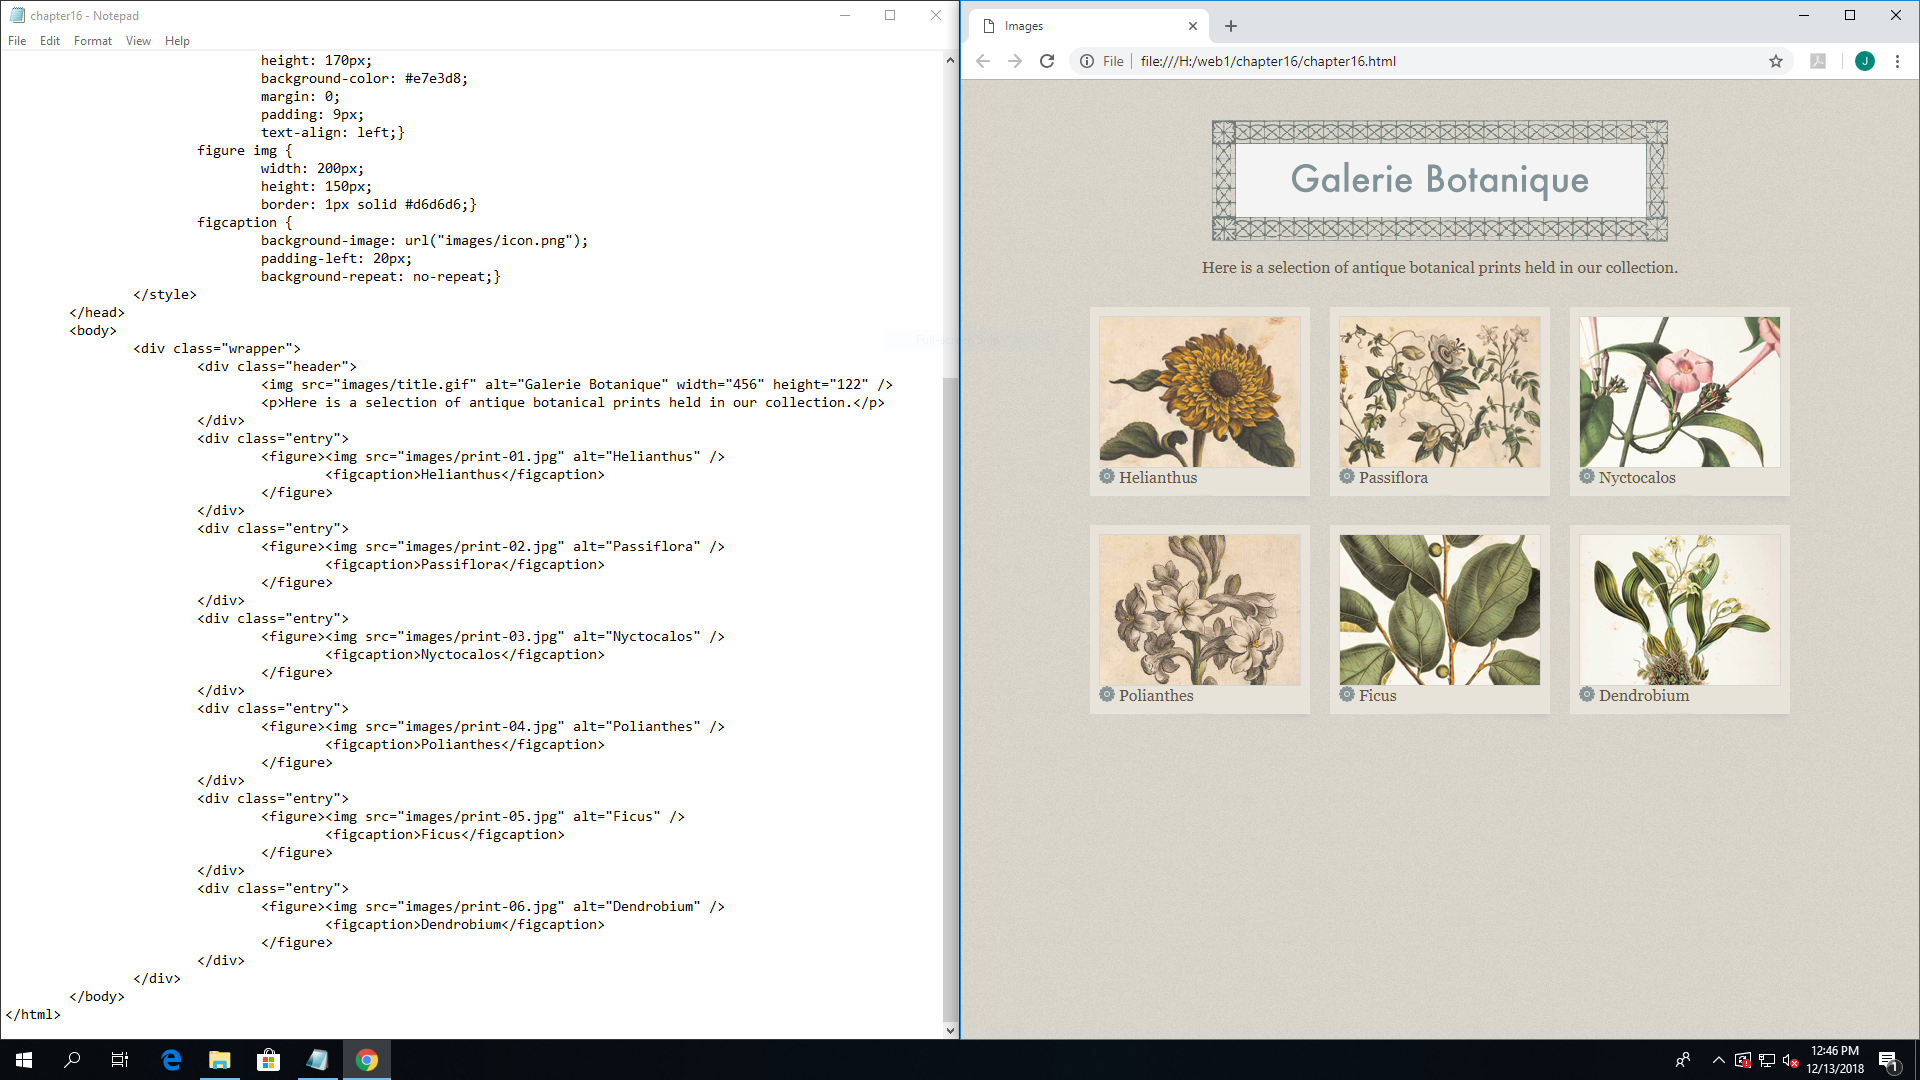 chapter16 - Notepad
File Edit Format View Help
height: 170px;
background-color: #e7e3d8;
margin: 0;
padding: 9px;
text-align: left;}
figure img {
width: 200px;
height: 150px;
border: 1px solid #d6d6d6;}
figcaption {
background-image: url("images/icon.png");
padding-left: 20px;
background-repeat: no-repeat;}
</style>
</head>
<body>
<div class="wrapper">
<div class="header">
<img src="images/title.gif" alt="Galerie Botanique" width="456" height="122" />
<p>Here is a selection of antique botanical prints held in our collection.</p>
</div>
<div class="entry">
<figure><img src="images/print-01.jpg" alt="Helianthus" />
<figcaption>Helianthus</figcaption>
</figure>
</div>
<div class="entry">
<figure><img src="images/print-02.jpg" alt="Passiflora" />
<figcaption>Passiflora</figcaption>
</figure>
</div>
<div class="entry">
<figure><img src="images/print-03.jpg" alt="Nyctocalos" />
<figcaption>Nyctocalos</figcaption>
</figure>
</div>
<div class="entry">
<figure><img src="images/print-04.jpg" alt="Polianthes" />
<figcaption>Polianthes</figcaption>
</figure>
</div>
<div class="entry">
<figure><img src="images/print-05.jpg" alt="Ficus" />
<figcaption>Ficus</figcaption>
</figure>
</div>
<div class="entry">
<figure><img src="images/print-06.jpg" alt="Dendrobium" />
<figcaption>Dendrobium</figcaption>
</figure>
</div>
</div>
</body>
</html>
Images
File file:///H:/web1/chapter16/chapter16.html
J
Galerie Botanique
Here is a selection of antique botanical prints held in our collection.
Helianthus
Passiflora
Nyctocalos
Polianthes
Ficus
Dendrobium
12:46 PM
12/13/2018
1